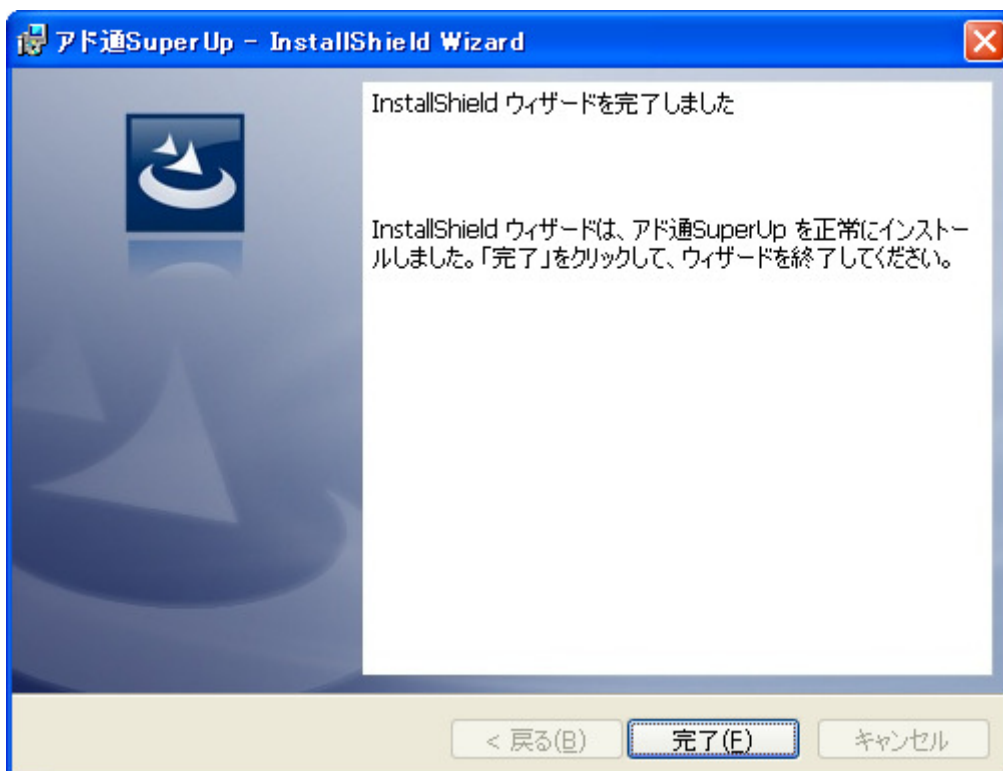 アド通SuperUp - InstallShield Wizard
InstallShield ウィザードを完了しました
InstallShield ウィザードは、アド通SuperUp を正常にインストー
ルしました。「完了」をクリックして、ウィザードを終了してください。
< 戻る(B)
完了(F)
キャンセル